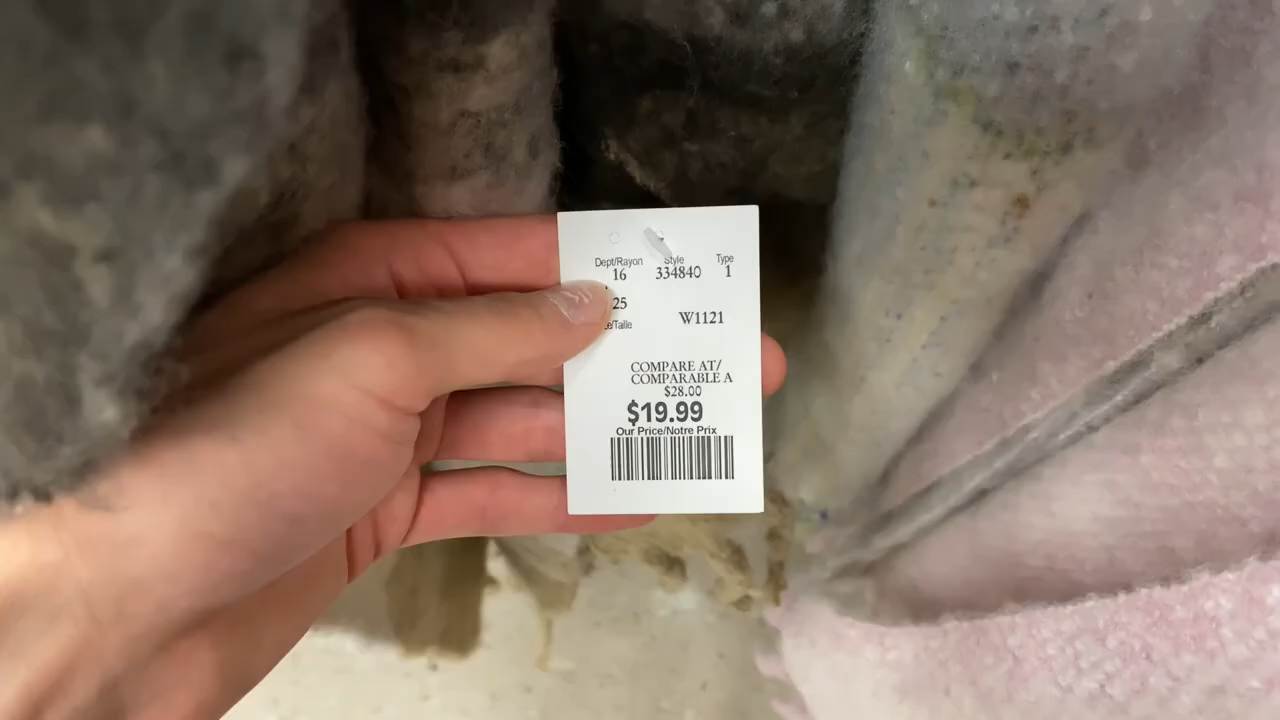 Dept/Rayon Style Type
16 334840 1
25
W1121
COMPARE AT/
COMPARABLE A
$28.00
$19.99
Our Price/Notre Prix